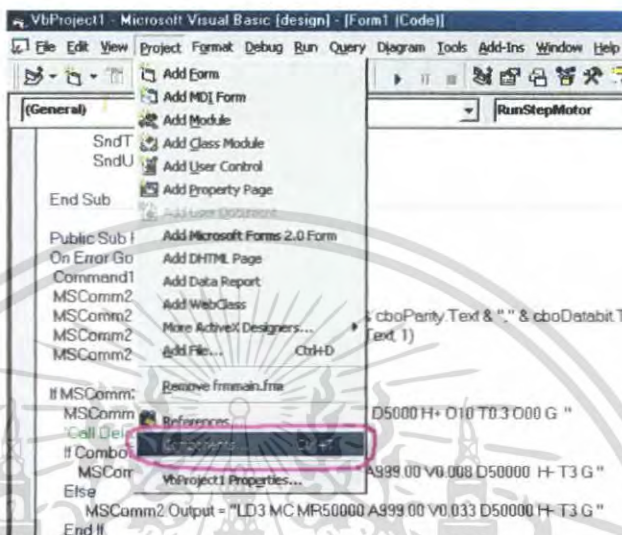 VbProject1 - Microsoft Visual Basic [design] - [Form1 (Code)]
File Edit View Project Format Debug Run Query Diagram Tools Add-Ins Window Help
(General) RunStepMotor
Add Form
Add MDI Form
Add Module
Add Class Module
Add User Control
Add Property Page
Add User Document
Add Microsoft Forms 2.0 Form
Add DHTML Page
Add Data Report
Add WebClass
More ActiveX Designers...
Add File... Ctrl+D
Remove frmmain.frm
References...
Components... Ctrl+T
VbProject1 Properties...
SndT
SndU
End Sub
Public Sub
On Error Go
Command1
MSComm2
MSComm2 cboParity.Text & "," & cboDatabit.T
MSComm2 Text, 1)
MSComm2
If MSComm2
MSComm D5000 H+ O10 T0.3 O00 G "
'Call Del
If Combo
MSCom A999.00 V0.008 D50000 H- T3 G "
Else
MSComm2.Output = "LD3 MC MR50000 A999.00 V0.033 D50000 H- T3 G "
End If